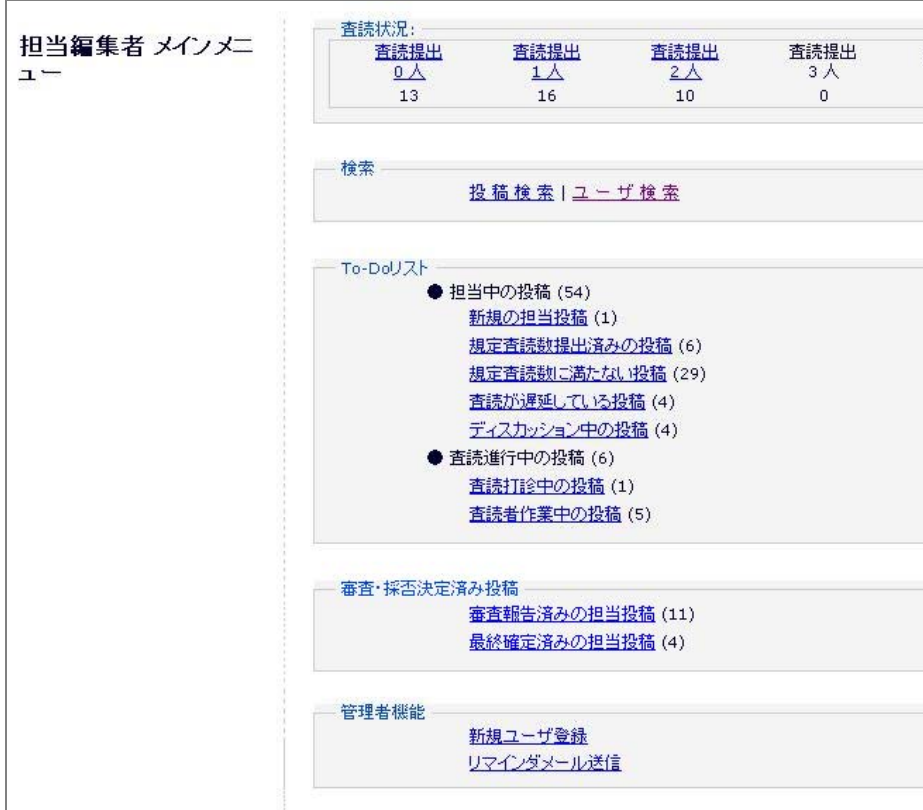 担当編集者 メインメニ
ュー
査読状況:
査読提出 査読提出 査読提出 査読提出
0人 1人 2人 3人
13 16 10 0
検索
投稿検索 | ユーザ検索
To-Doリスト
● 担当中の投稿 (54)
新規の担当投稿 (1)
規定査読数提出済みの投稿 (6)
規定査読数に満たない投稿 (29)
査読が遅延している投稿 (4)
ディスカッション中の投稿 (4)
● 査読進行中の投稿 (6)
査読打診中の投稿 (1)
査読者作業中の投稿 (5)
審査・採否決定済み投稿
審査報告済みの担当投稿 (11)
最終確定済みの担当投稿 (4)
管理者機能
新規ユーザ登録
リマインダメール送信